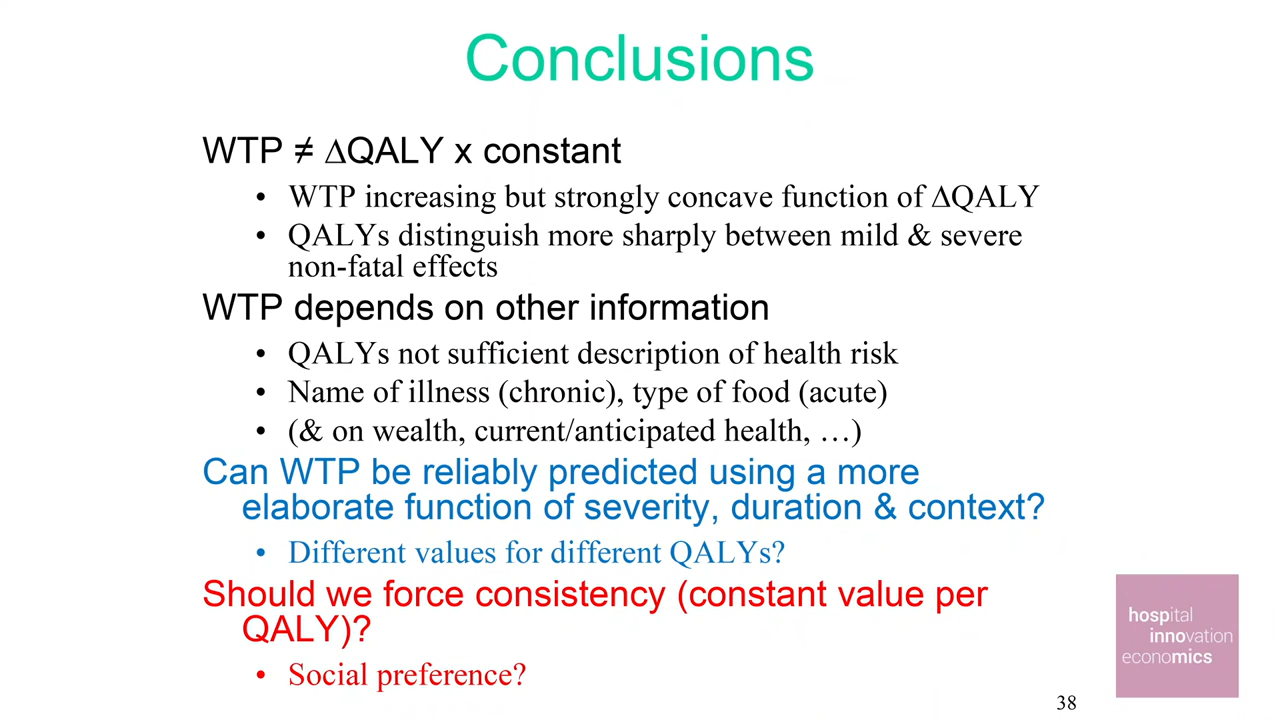 Conclusions
WTP ≠ ∆QALY x constant
• WTP increasing but strongly concave function of ∆QALY
• QALYs distinguish more sharply between mild & severe
non-fatal effects
WTP depends on other information
• QALYs not sufficient description of health risk
• Name of illness (chronic), type of food (acute)
• (& on wealth, current/anticipated health, …)
Can WTP be reliably predicted using a more
elaborate function of severity, duration & context?
• Different values for different QALYs?
Should we force consistency (constant value per
QALY)?
• Social preference?
hospital
innovation
economics
38